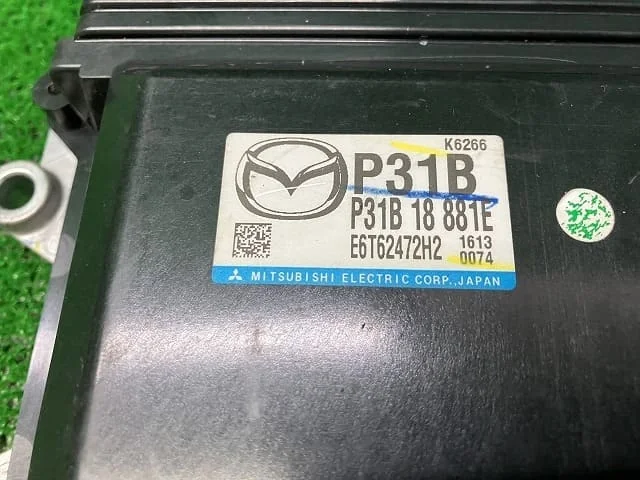 K6266
P31B
P31B 18 881E
E6T62472H2
1613
0074
MITSUBISHI ELECTRIC CORP., JAPAN